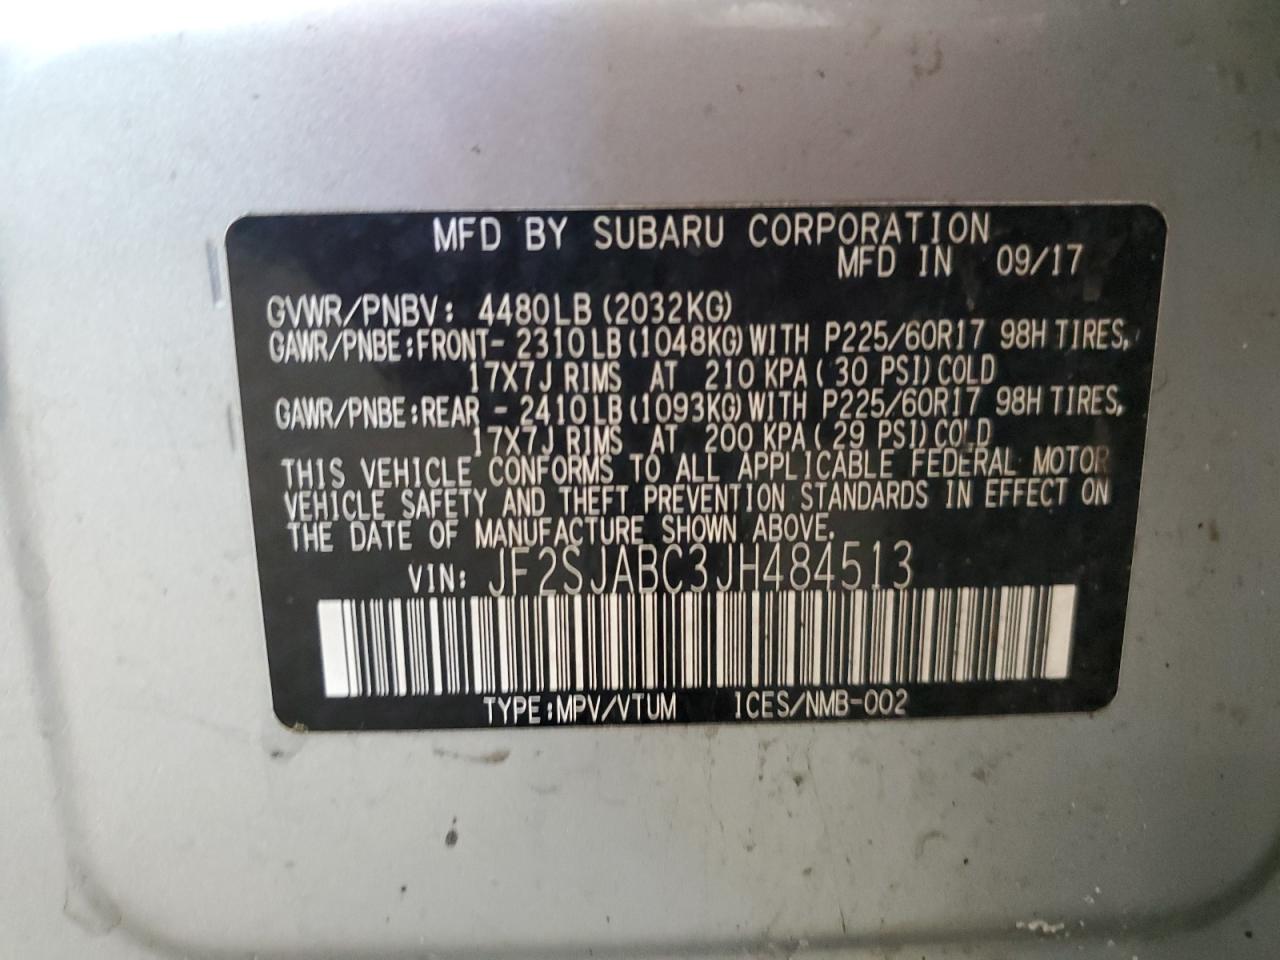 MFD BY SUBARU CORPORATION
MFD IN 09/17
GVWR/PNBV: 4480LB (2032KG)
GAWR/PNBE:FRONT- 2310LB (1048KG) WITH P225/60R17 98H TIRES,
17X7J RIMS AT 210 KPA ( 30 PSI) COLD
GAWR/PNBE:REAR - 2410LB (1093KG) WITH P225/60R17 98H TIRES,
17X7J RIMS AT 200 KPA ( 29 PSI) COLD
THIS VEHICLE CONFORMS TO ALL APPLICABLE FEDERAL MOTOR
VEHICLE SAFETY AND THEFT PREVENTION STANDARDS IN EFFECT ON
THE DATE OF MANUFACTURE SHOWN ABOVE.
VIN: JF2SJABC3JH484513
TYPE:MPV/VTUM ICES/NMB-002